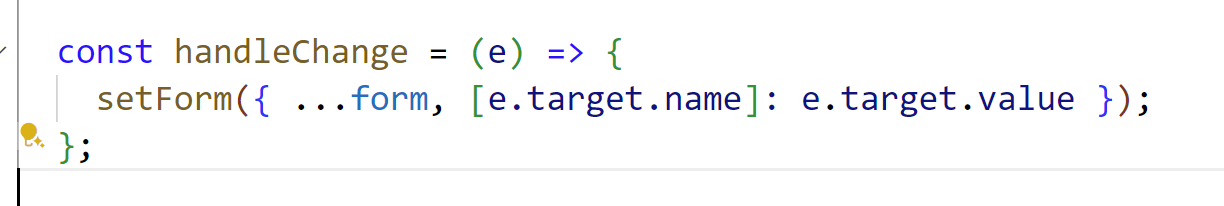 const handleChange = (e) => {
setForm({ ...form, [e.target.name]: e.target.value });
};